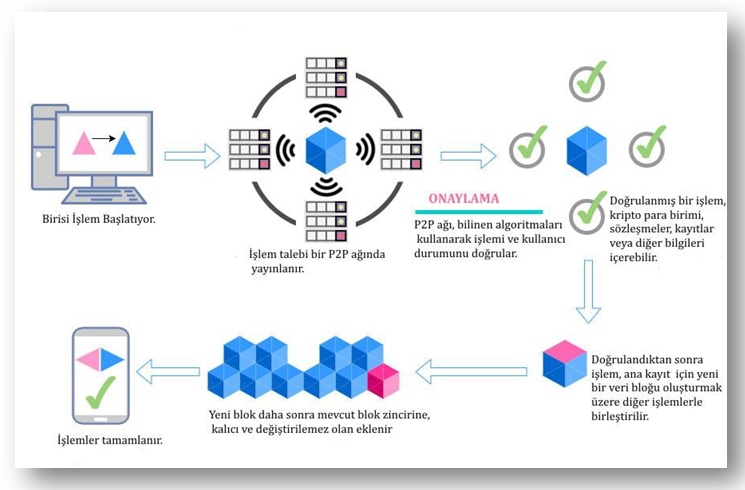 Birisi İşlem Başlatıyor.
İşlem talebi bir P2P ağında
yayınlanır.
ONAYLAMA
P2P ağı, bilinen algoritmaları
kullanarak işlemi ve kullanıcı
durumunu doğrular.
Doğrulanmış bir işlem,
kripto para birimi,
sözleşmeler, kayıtlar
veya diğer bilgileri
içerebilir.
Doğrulandıktan sonra
işlem, ana kayıt için yeni
bir veri bloğu oluşturmak
üzere diğer işlemlerle
birleştirilir.
Yeni blok daha sonra mevcut blok zincirine,
kalıcı ve değiştirilemez olan eklenir
İşlemler tamamlanır.